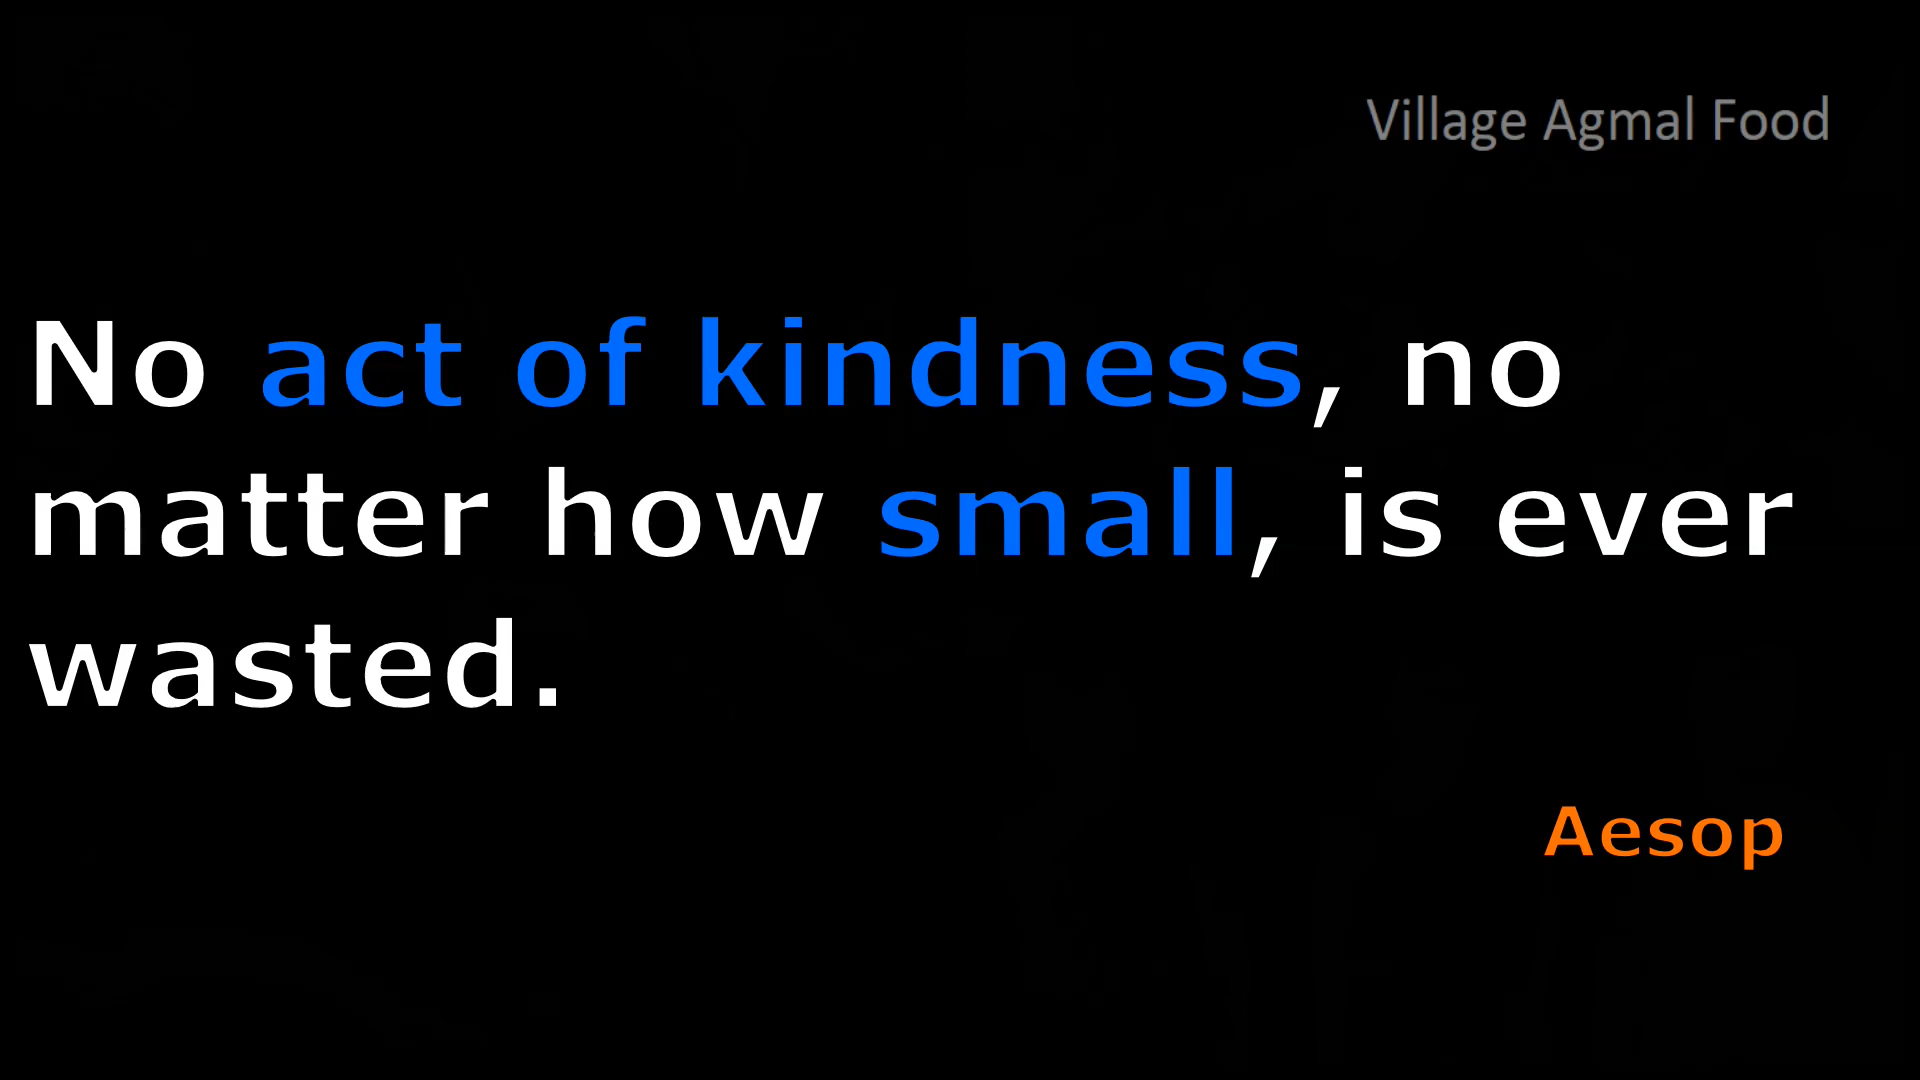 Village Agmal Food
No act of kindness, no
matter how small, is ever
wasted.
Aesop